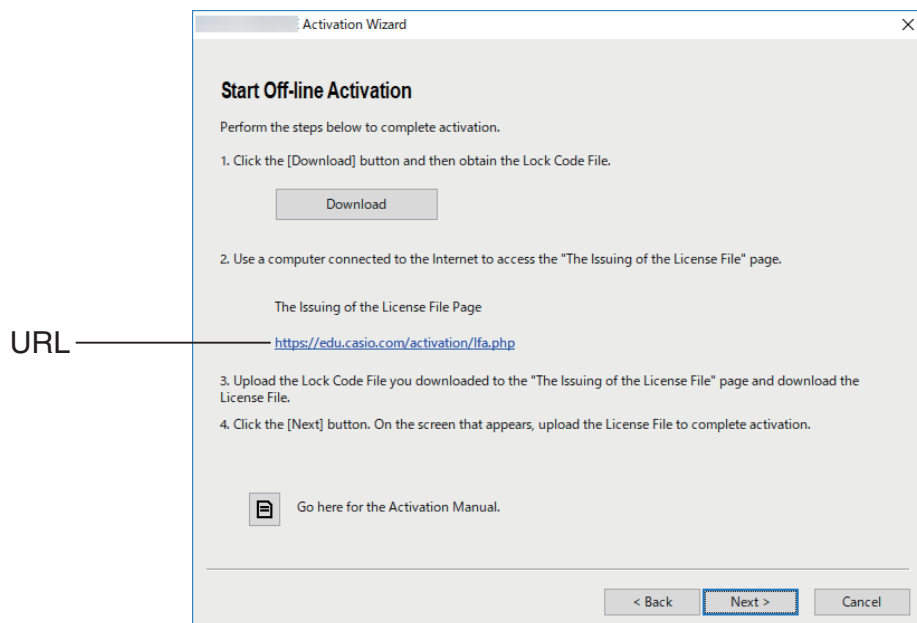 Activation Wizard
Start Off-line Activation
Perform the steps below to complete activation.
1. Click the [Download] button and then obtain the Lock Code File.
Download
2. Use a computer connected to the Internet to access the "The Issuing of the License File" page.
The Issuing of the License File Page
URL
https://edu.casio.com/activation/lfa.php
3. Upload the Lock Code File you downloaded to the "The Issuing of the License File" page and download the
License File.
4. Click the [Next] button. On the screen that appears, upload the License File to complete activation.
Go here for the Activation Manual.
< Back
Next >
Cancel